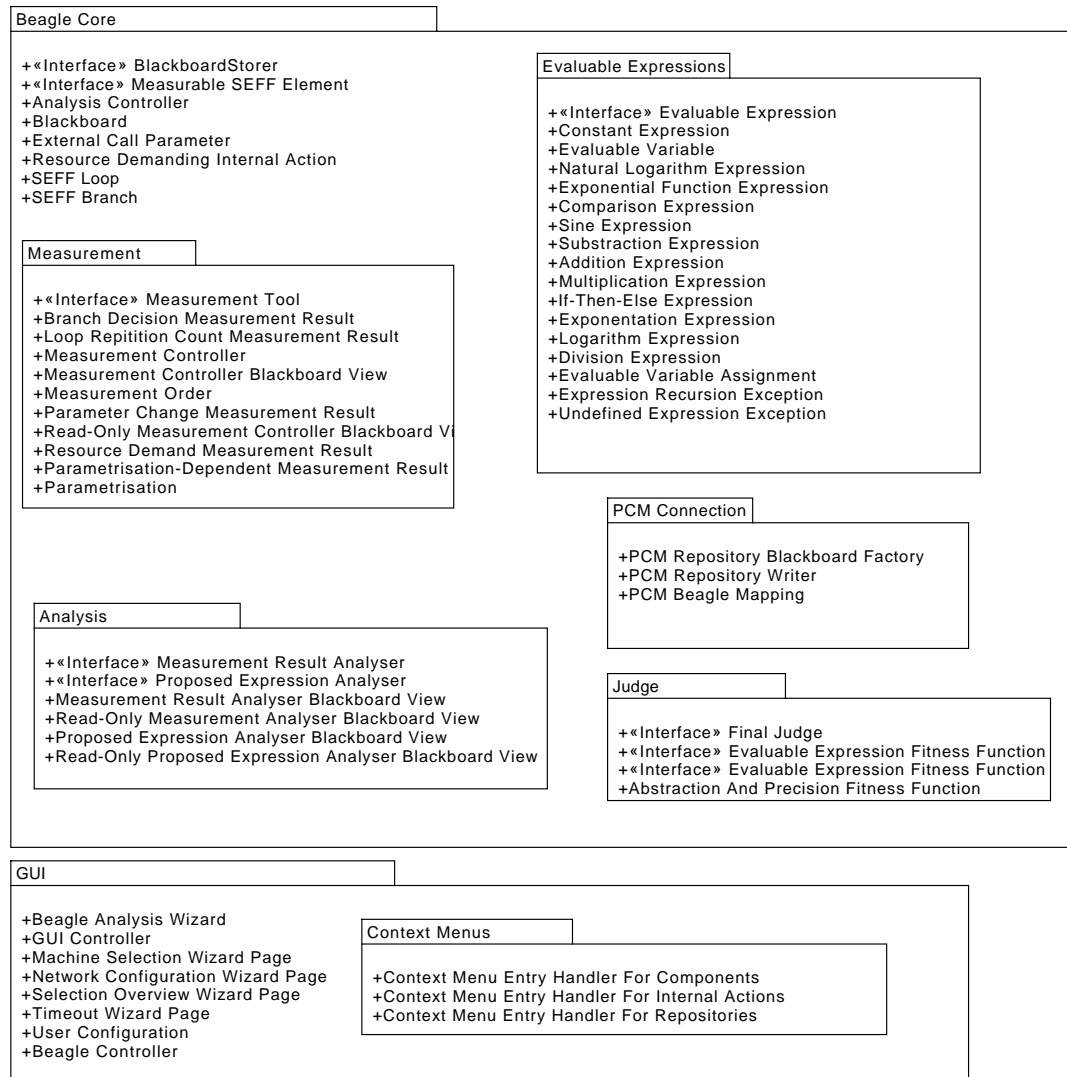 Beagle Core
+«Interface» BlackboardStorer
+«Interface» Measurable SEFF Element
+Analysis Controller
+Blackboard
+External Call Parameter
+Resource Demanding Internal Action
+SEFF Loop
+SEFF Branch
Evaluable Expressions
+«Interface» Evaluable Expression
+Constant Expression
+Evaluable Variable
+Natural Logarithm Expression
+Exponential Function Expression
+Comparison Expression
+Sine Expression
+Substraction Expression
+Addition Expression
+Multiplication Expression
+If-Then-Else Expression
+Exponentation Expression
+Logarithm Expression
+Division Expression
+Evaluable Variable Assignment
+Expression Recursion Exception
+Undefined Expression Exception
Measurement
+«Interface» Measurement Tool
+Branch Decision Measurement Result
+Loop Repitition Count Measurement Result
+Measurement Controller
+Measurement Controller Blackboard View
+Measurement Order
+Parameter Change Measurement Result
+Read-Only Measurement Controller Blackboard Vi
+Resource Demand Measurement Result
+Parametrisation-Dependent Measurement Result
+Parametrisation
PCM Connection
+PCM Repository Blackboard Factory
+PCM Repository Writer
+PCM Beagle Mapping
Analysis
+«Interface» Measurement Result Analyser
+«Interface» Proposed Expression Analyser
+Measurement Result Analyser Blackboard View
+Read-Only Measurement Analyser Blackboard View
+Proposed Expression Analyser Blackboard View
+Read-Only Proposed Expression Analyser Blackboard View
Judge
+«Interface» Final Judge
+«Interface» Evaluable Expression Fitness Function
+«Interface» Evaluable Expression Fitness Function
+Abstraction And Precision Fitness Function
GUI
+Beagle Analysis Wizard
+GUI Controller
+Machine Selection Wizard Page
+Network Configuration Wizard Page
+Selection Overview Wizard Page
+Timeout Wizard Page
+User Configuration
+Beagle Controller
Context Menus
+Context Menu Entry Handler For Components
+Context Menu Entry Handler For Internal Actions
+Context Menu Entry Handler For Repositories